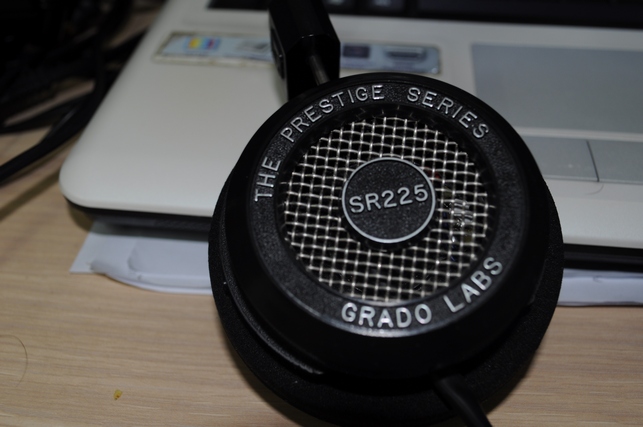 THE PRESTIGE SERIES
SR225
GRADO LABS